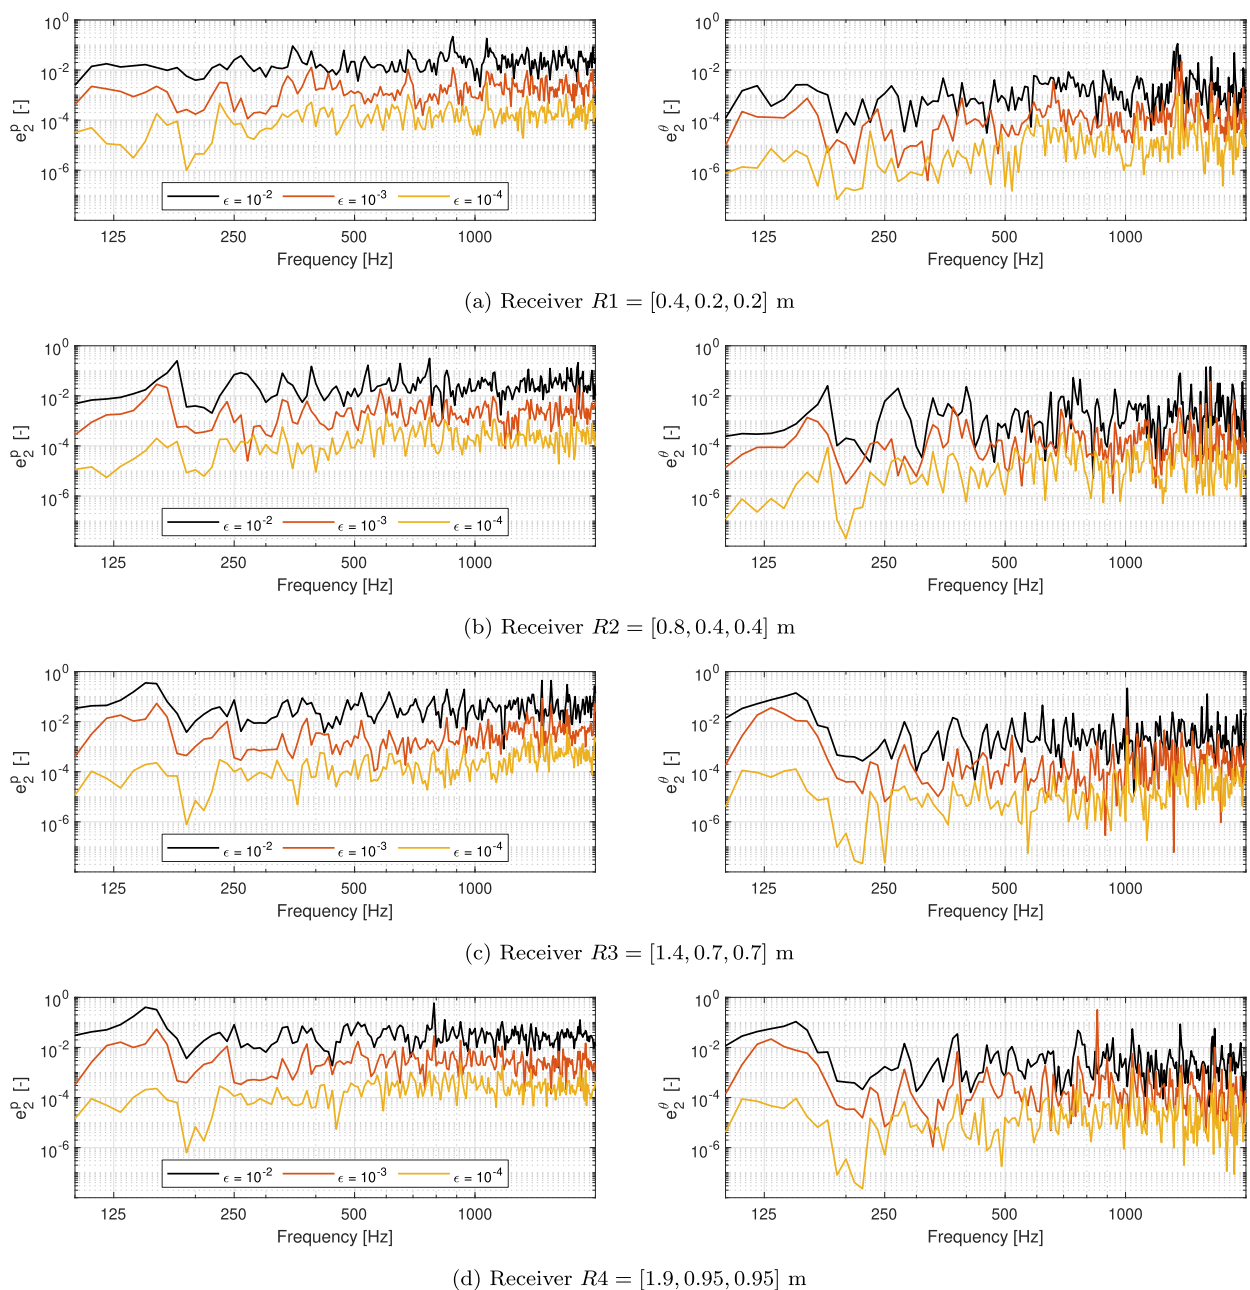 10^0
10^-2
10^-4
10^-6
e_2^p [-]
ϵ = 10^-2 ϵ = 10^-3 ϵ = 10^-4
125 250 500 1000
Frequency [Hz]
10^0
10^-2
10^-4
10^-6
e_2^θ [-]
125 250 500 1000
Frequency [Hz]
(a) Receiver R1 = [0.4, 0.2, 0.2] m
10^0
10^-2
10^-4
10^-6
e_2^p [-]
ϵ = 10^-2 ϵ = 10^-3 ϵ = 10^-4
125 250 500 1000
Frequency [Hz]
10^0
10^-2
10^-4
10^-6
e_2^θ [-]
125 250 500 1000
Frequency [Hz]
(b) Receiver R2 = [0.8, 0.4, 0.4] m
10^0
10^-2
10^-4
10^-6
e_2^p [-]
ϵ = 10^-2 ϵ = 10^-3 ϵ = 10^-4
125 250 500 1000
Frequency [Hz]
10^0
10^-2
10^-4
10^-6
e_2^θ [-]
125 250 500 1000
Frequency [Hz]
(c) Receiver R3 = [1.4, 0.7, 0.7] m
10^0
10^-2
10^-4
10^-6
e_2^p [-]
ϵ = 10^-2 ϵ = 10^-3 ϵ = 10^-4
125 250 500 1000
Frequency [Hz]
10^0
10^-2
10^-4
10^-6
e_2^θ [-]
125 250 500 1000
Frequency [Hz]
(d) Receiver R4 = [1.9, 0.95, 0.95] m